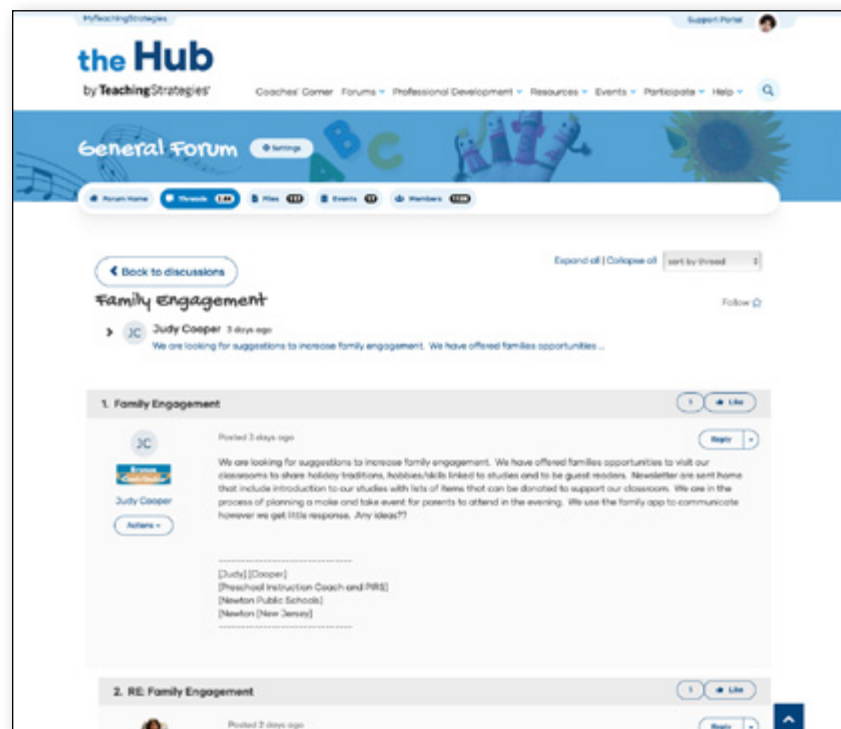 MyTeachingStrategies
Support Portal
the Hub
by TeachingStrategies®
Coaches' Corner Forums Professional Development Resources Events Participate Help
A B C
General Forum
Settings
Forum Home
Threads
Files
Events
Members
Back to discussions
Expand all | Collapse all
sort by thread
Family Engagement
Follow
JC
Judy Cooper 3 days ago
We are looking for suggestions to increase family engagement. We have offered families opportunities ...
1. Family Engagement
1
Like
JC
Bronze
Contributor
Judy Cooper
Actions
Posted 3 days ago
Reply
We are looking for suggestions to increase family engagement. We have offered families opportunities to visit our
classrooms to share holiday traditions, hobbies/skills linked to studies and to be guest readers. Newsletter are sent home
that include introduction to our studies with lists of items that can be donated to support our classroom. We are in the
process of planning a make and take event for parents to attend in the evening. We use the family app to communicate
however we get little response. Any ideas??
------------------------------
[Judy] [Cooper]
[Preschool Instruction Coach and PIRS]
[Newton Public Schools]
[Newton [New Jersey]
------------------------------
2. RE: Family Engagement
1
Like
Posted 2 days ago
Reply